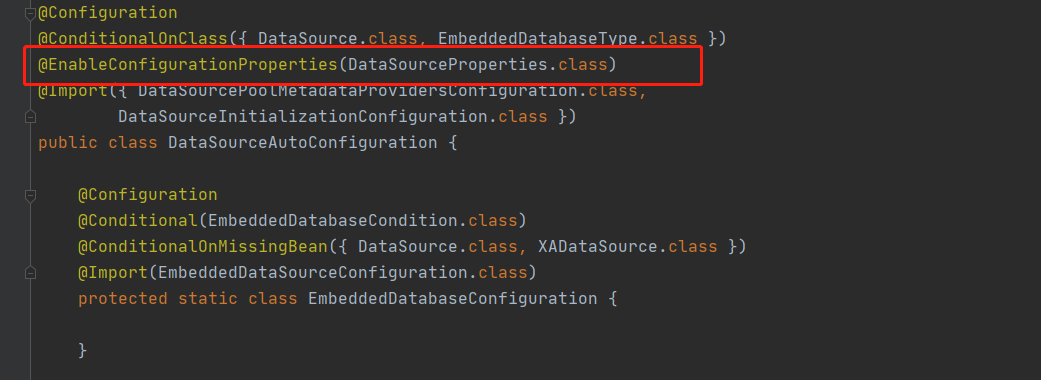 @Configuration
@ConditionalOnClass({ DataSource.class, EmbeddedDatabaseType.class })
@EnableConfigurationProperties(DataSourceProperties.class)
@Import({ DataSourcePoolMetadataProvidersConfiguration.class,
DataSourceInitializationConfiguration.class })
public class DataSourceAutoConfiguration {
@Configuration
@Conditional(EmbeddedDatabaseCondition.class)
@ConditionalOnMissingBean({ DataSource.class, XADataSource.class })
@Import(EmbeddedDataSourceConfiguration.class)
protected static class EmbeddedDatabaseConfiguration {
}